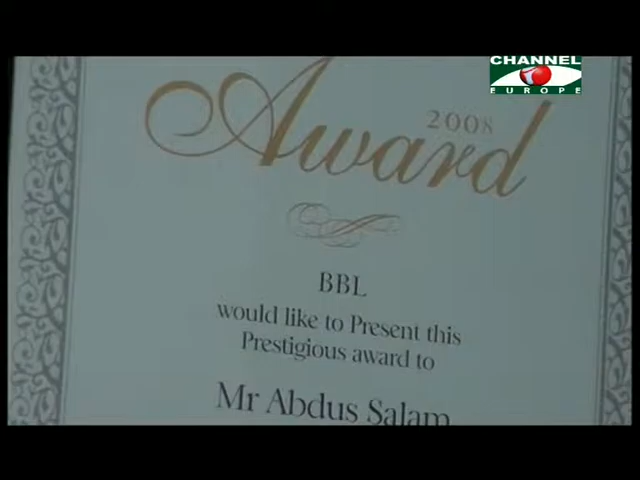 CHANNEL
i
EUROPE
2008
Award
BBL
would like to Present this
Prestigious award to
Mr Abdus Salam